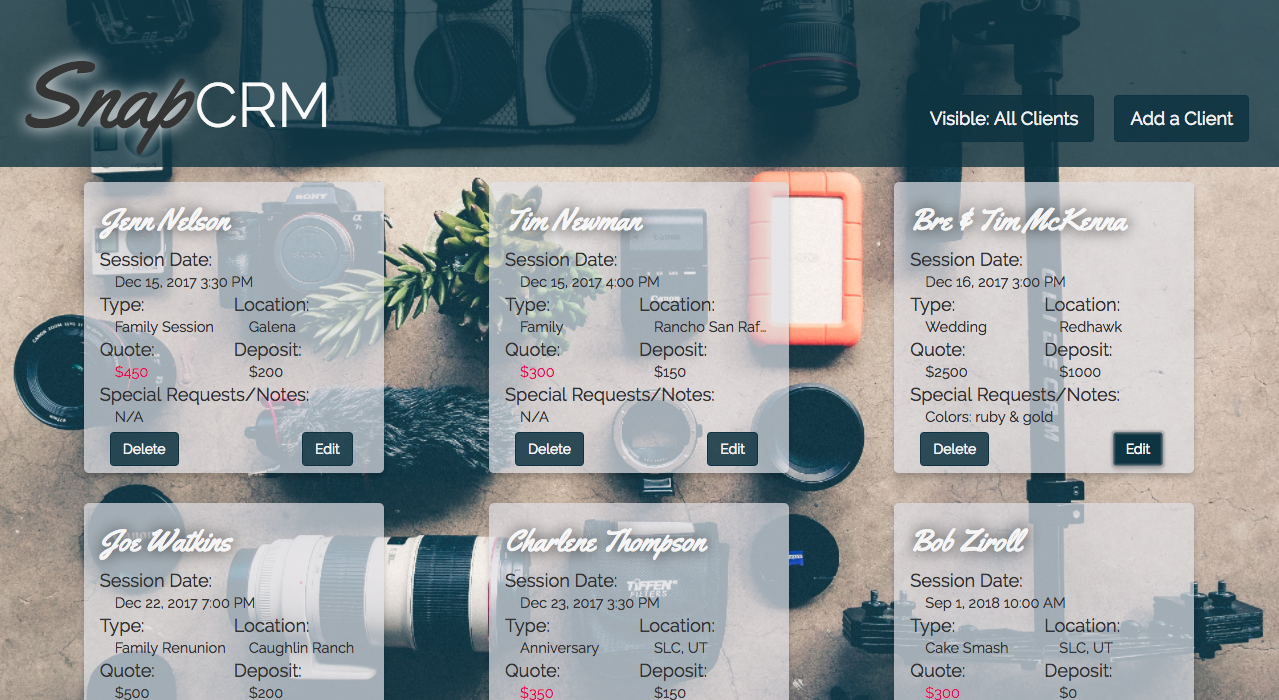 SnapCRM
Visible: All Clients Add a Client
Jenn Nelson
Session Date:
Dec 15, 2017 3:30 PM
Type: Location:
Family Session Galena
Quote: Deposit:
$450 $200
Special Requests/Notes:
N/A
Delete Edit
Tim Newman
Session Date:
Dec 15, 2017 4:00 PM
Type: Location:
Family Rancho San Raf...
Quote: Deposit:
$300 $150
Special Requests/Notes:
N/A
Delete Edit
Bre & Tim McKenna
Session Date:
Dec 16, 2017 3:00 PM
Type: Location:
Wedding Redhawk
Quote: Deposit:
$2500 $1000
Special Requests/Notes:
Colors: ruby & gold
Delete Edit
Joe Watkins
Session Date:
Dec 22, 2017 7:00 PM
Type: Location:
Family Renunion Caughlin Ranch
Quote: Deposit:
$500 $200
Charlene Thompson
Session Date:
Dec 23, 2017 3:30 PM
Type: Location:
Anniversary SLC, UT
Quote: Deposit:
$350 $150
Bob Ziroll
Session Date:
Sep 1, 2018 10:00 AM
Type: Location:
Cake Smash SLC, UT
Quote: Deposit:
$300 $0
SONY
Canon
TIFFEN
FILTERS